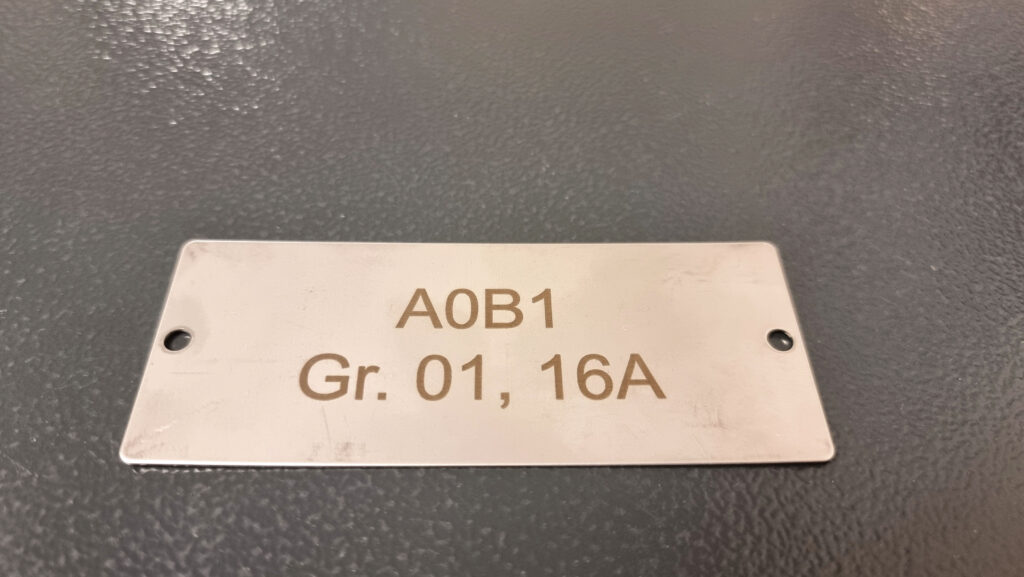 A0B1
Gr. 01, 16A